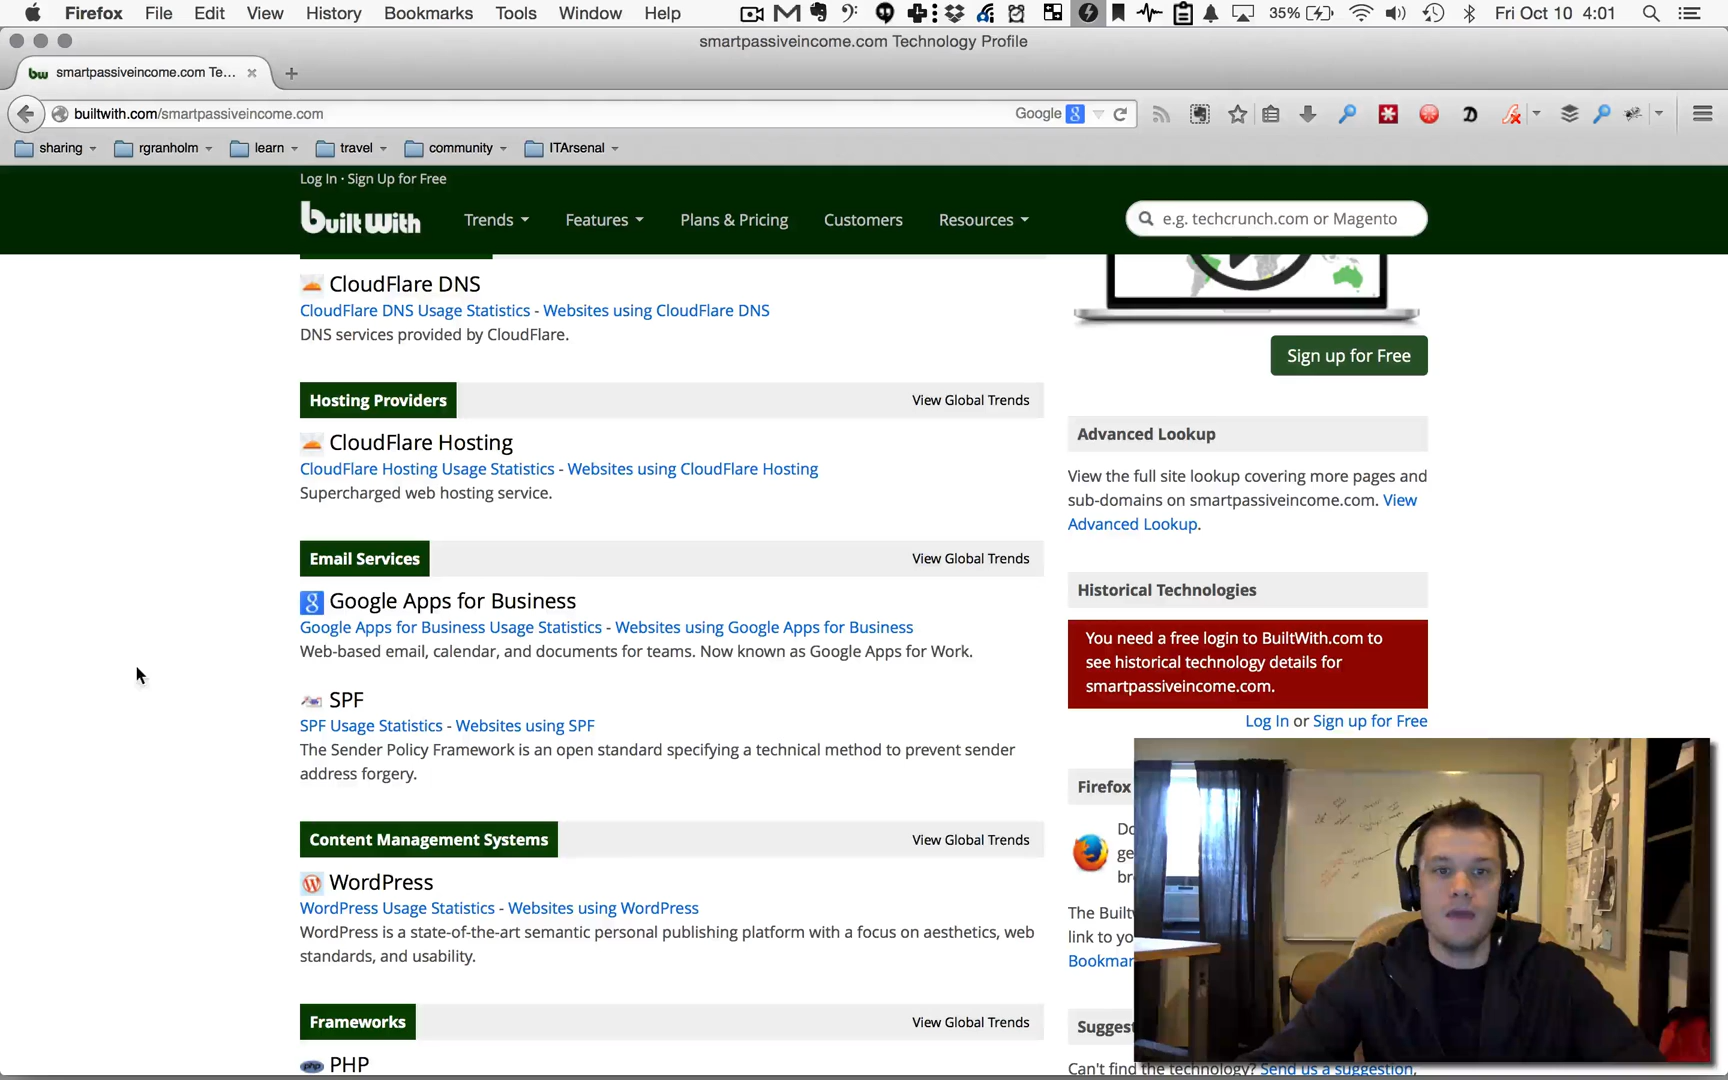 Firefox File Edit View History Bookmarks Tools Window Help 35% Fri Oct 10 4:01
smartpassiveincome.com Technology Profile
bw smartpassiveincome.com Te...
builtwith.com/smartpassiveincome.com Google
sharing rgranholm learn travel community ITArsenal
Log In · Sign Up for Free
built with Trends Features Plans & Pricing Customers Resources e.g. techcrunch.com or Magento
CloudFlare DNS
CloudFlare DNS Usage Statistics - Websites using CloudFlare DNS
DNS services provided by CloudFlare.
Hosting Providers View Global Trends
CloudFlare Hosting
CloudFlare Hosting Usage Statistics - Websites using CloudFlare Hosting
Supercharged web hosting service.
Email Services View Global Trends
Google Apps for Business
Google Apps for Business Usage Statistics - Websites using Google Apps for Business
Web-based email, calendar, and documents for teams. Now known as Google Apps for Work.
SPF
SPF Usage Statistics - Websites using SPF
The Sender Policy Framework is an open standard specifying a technical method to prevent sender
address forgery.
Content Management Systems View Global Trends
WordPress
WordPress Usage Statistics - Websites using WordPress
WordPress is a state-of-the-art semantic personal publishing platform with a focus on aesthetics, web
standards, and usability.
Frameworks View Global Trends
php PHP
Sign up for Free
Advanced Lookup
View the full site lookup covering more pages and
sub-domains on smartpassiveincome.com. View
Advanced Lookup.
Historical Technologies
You need a free login to BuiltWith.com to
see historical technology details for
smartpassiveincome.com.
Log In or Sign up for Free
Firefox
Do
ge
br
The Built
link to yo
Bookmar
Sugges
Can't find the technology? Send us a suggestion.